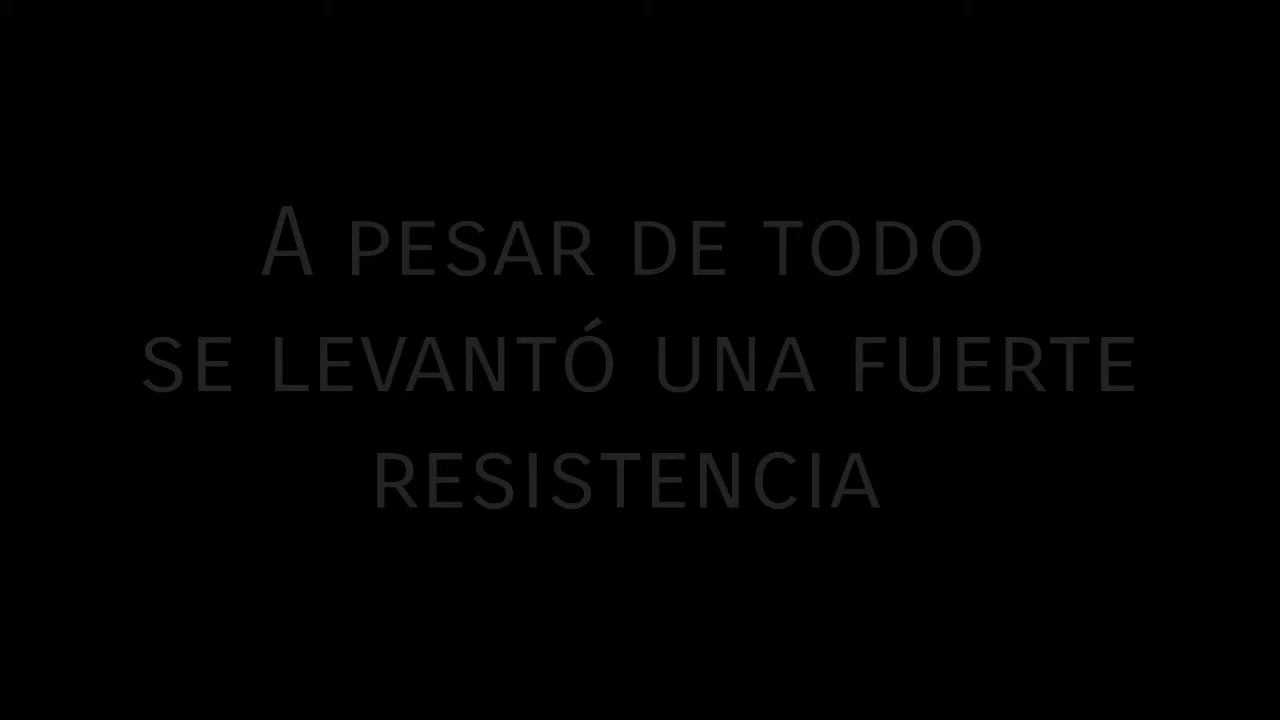 A PESAR DE TODO
SE LEVANTÓ UNA FUERTE
RESISTENCIA